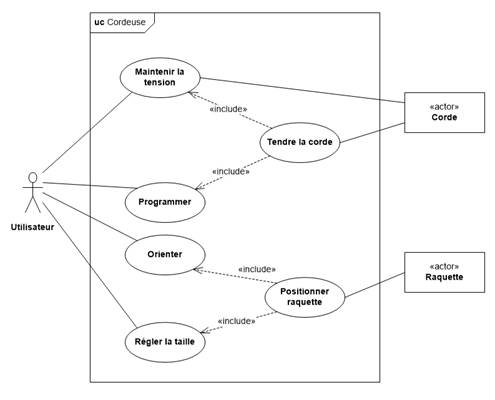 uc Cordeuse
Maintenir la
tension
«include»
«actor»
Corde
Tendre la corde
«include»
Programmer
Utilisateur
Orienter
«include»
«actor»
Raquette
Positionner
raquette
«include»
Régler la taille